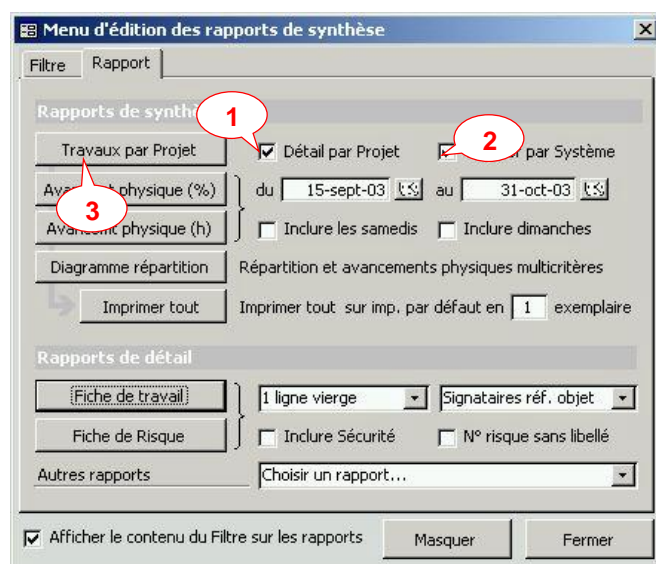 Menu d'édition des rapports de synthèse
Filtre Rapport
Rapports de synth
1
2
Travaux par Projet Détail par Projet par Système
3
physique (%) du 15-sept-03 au 31-oct-03
physique (h) Inclure les samedis Inclure dimanches
Diagramme répartition Répartition et avancements physiques multicritères
Imprimer tout Imprimer tout sur imp. par défaut en 1 exemplaire
Rapports de détail
Fiche de travail 1 ligne vierge Signataires réf. objet
Fiche de Risque Inclure Sécurité N° risque sans libellé
Autres rapports Choisir un rapport...
Afficher le contenu du Filtre sur les rapports Masquer Fermer